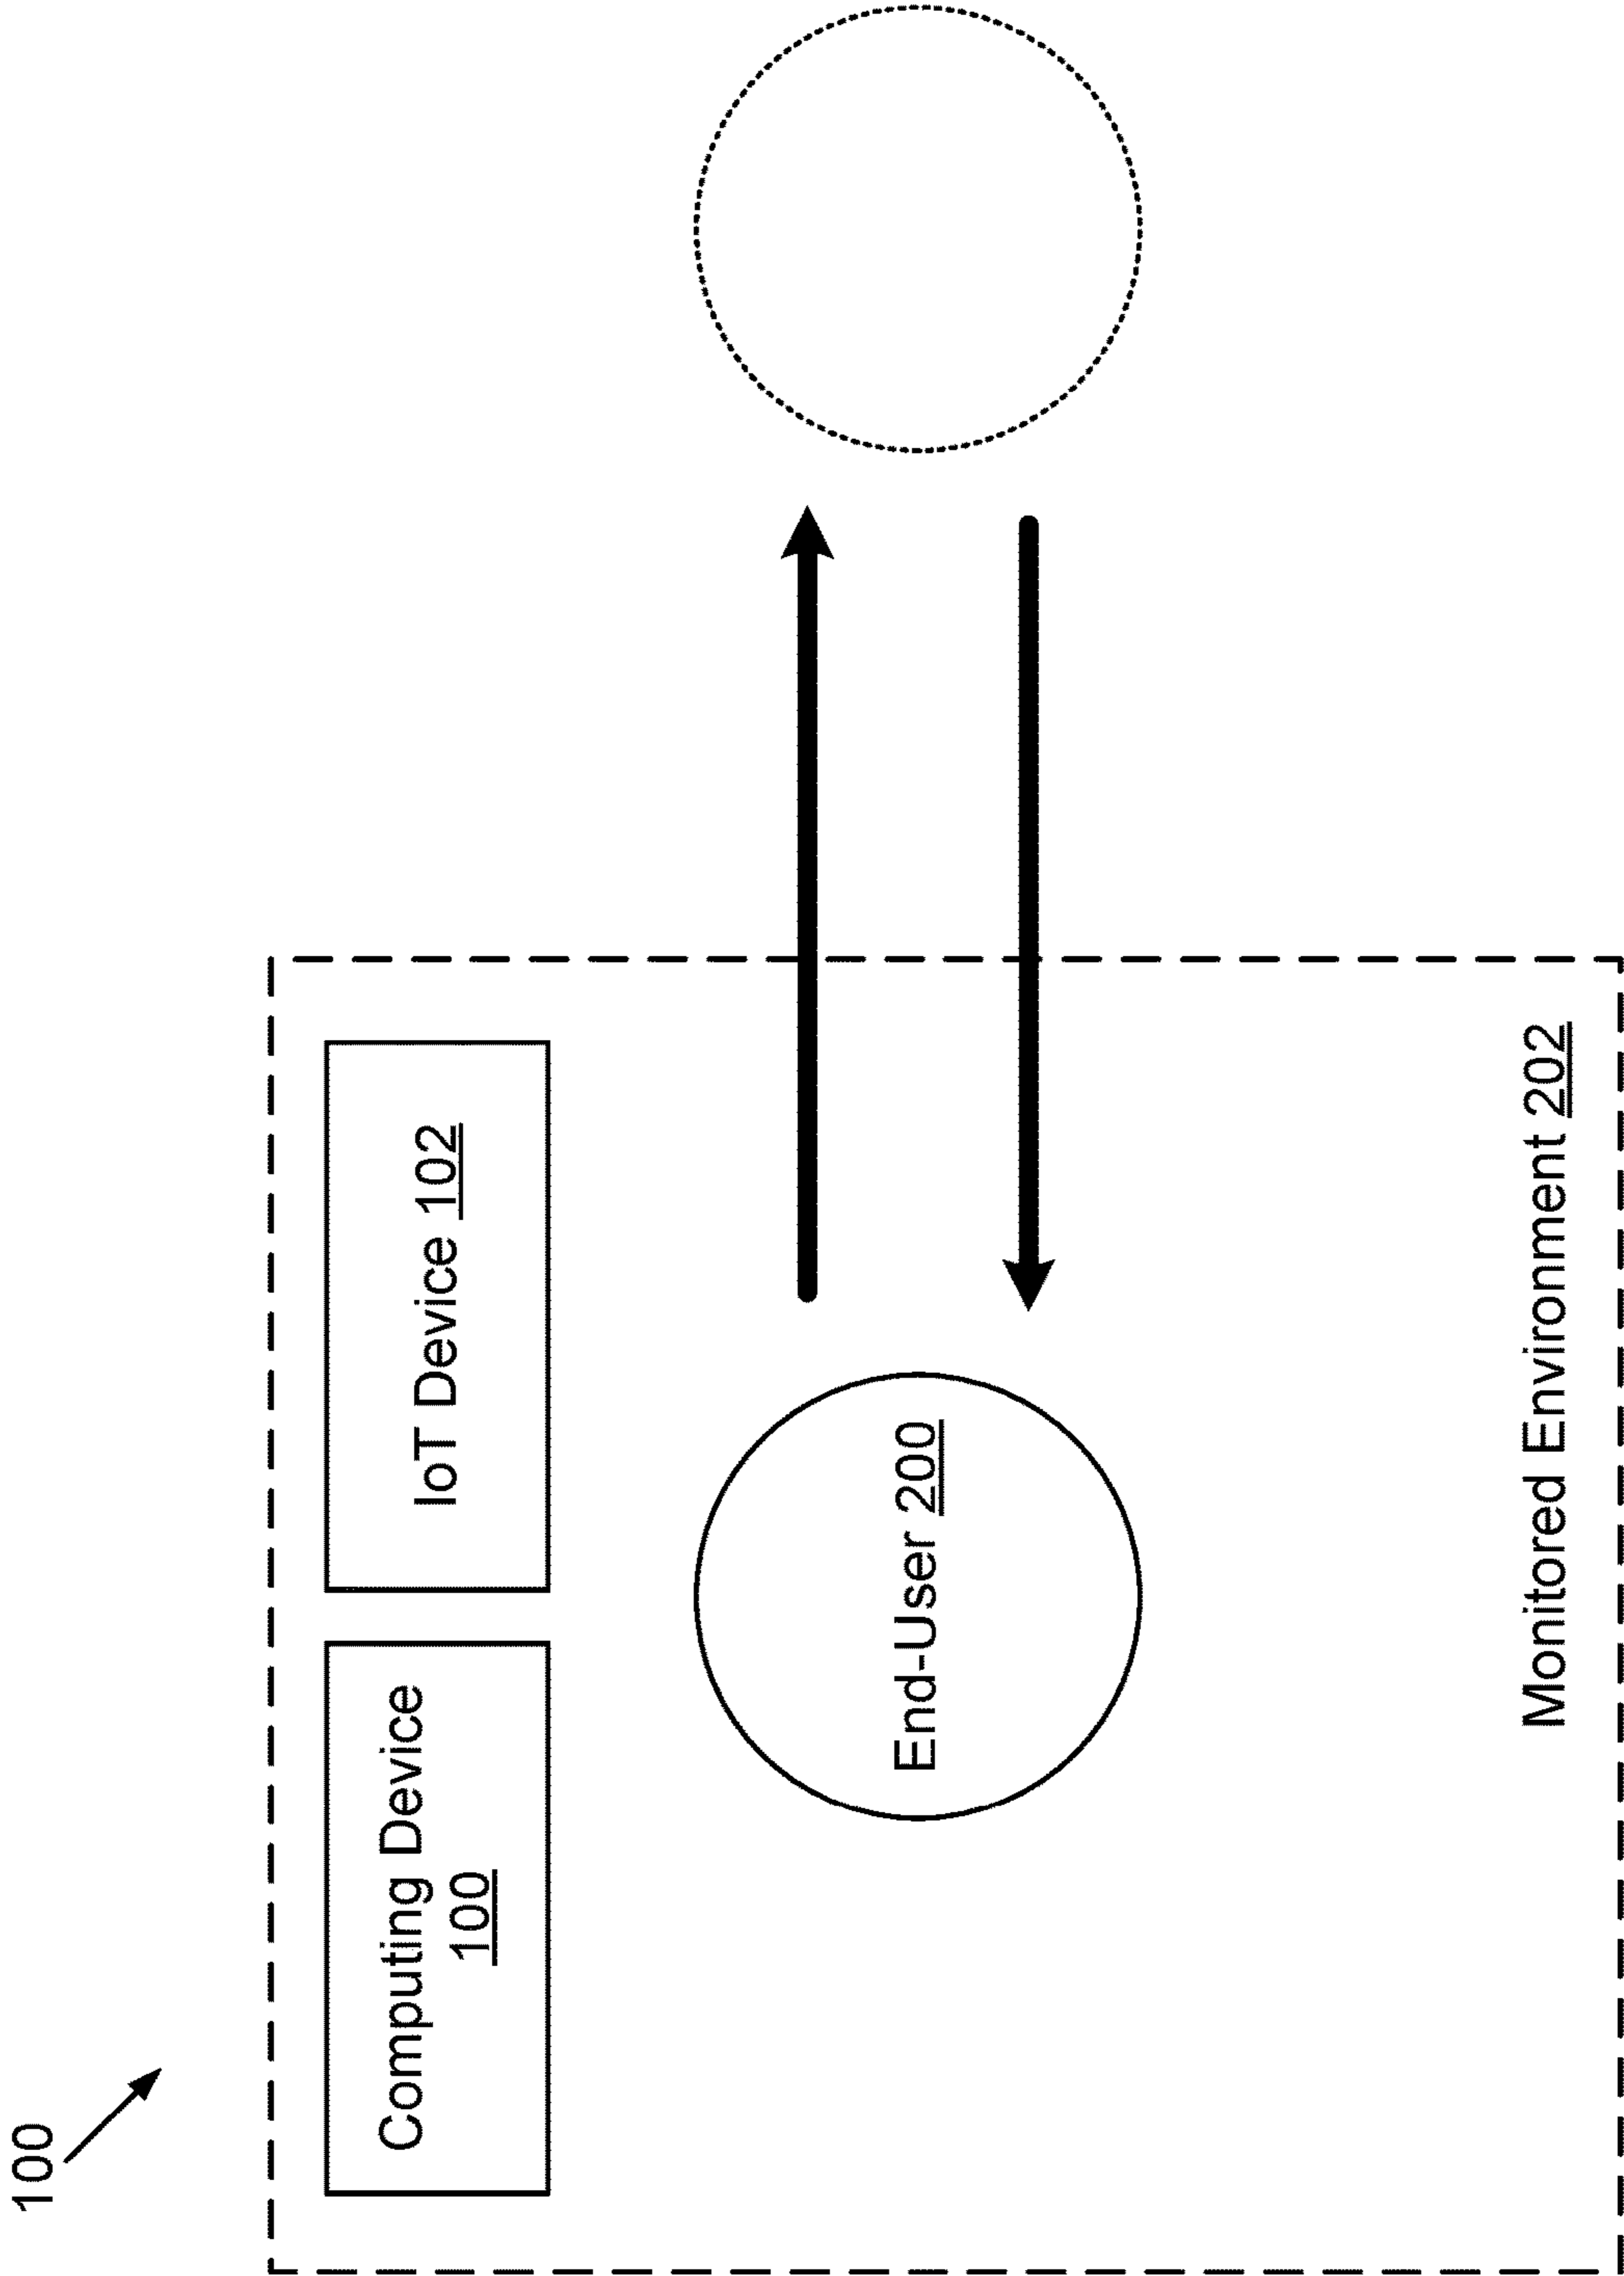 100
Computing Device
100
IoT Device 102
End-User 200
Monitored Environment 202